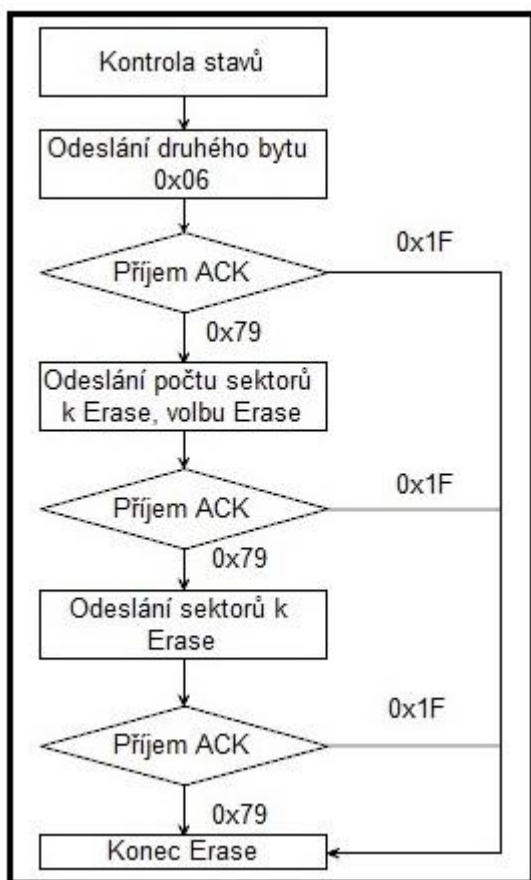 Kontrola stavů
Odeslání druhého bytu
0x06
Příjem ACK
0x1F
0x79
Odeslání počtu sektorů
k Erase, volbu Erase
Příjem ACK
0x1F
0x79
Odeslání sektorů k
Erase
Příjem ACK
0x1F
0x79
Konec Erase